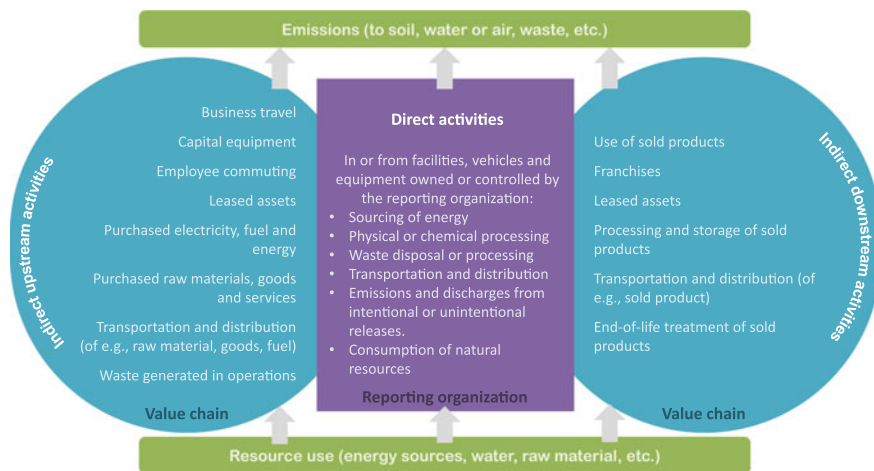 Emissions (to soil, water or air, waste, etc.)
Indirect upstream activities
Business travel
Capital equipment
Employee commuting
Leased assets
Purchased electricity, fuel and
energy
Purchased raw materials, goods
and services
Transportation and distribution
(of e.g., raw material, goods, fuel)
Waste generated in operations
Value chain
Direct activities
In or from facilities, vehicles and
equipment owned or controlled by
the reporting organization:
• Sourcing of energy
• Physical or chemical processing
• Waste disposal or processing
• Transportation and distribution
• Emissions and discharges from
intentional or unintentional
releases.
• Consumption of natural
resources
Reporting organization
Use of sold products
Franchises
Leased assets
Processing and storage of sold
products
Transportation and distribution (of
e.g., sold product)
End-of-life treatment of sold
products
Value chain
Indirect downstream activities
Resource use (energy sources, water, raw material, etc.)